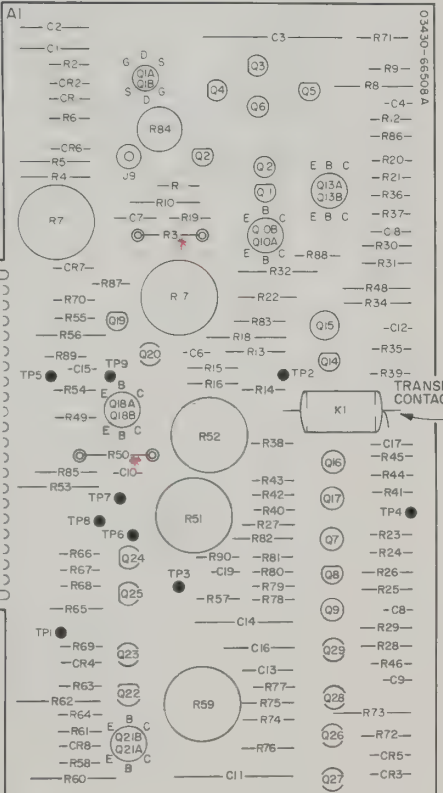 A1
C2
C3
R71
03430-66508A
C1
R2
G D S
Q1A
Q1B
S D G
Q3
R9
CR2
Q4
Q5
R8
CR
Q6
C4
R6
R12
R84
R86
CR6
Q2
R5
J9
Q2
R20
R4
R
Q1
E B C
Q13A
Q13B
E B C
R21
R10
R36
R7
C7
R19
B
R37
R3
E
C
Q10B
Q10A
E B C
C8
R30
R88
CR7
R32
R31
R87
R48
R70
R22
R34
R55
Q19
R83
Q15
C12
R56
R18
R89
Q20
C6
R13
R35
C15
TP9
R15
Q14
TP5
R16
TP2
R39
R54
E B C
R14
TRANSI
CONTAC
Q18A
Q18B
E B C
K1
R49
R52
R38
C17
R50
R45
R85
C10
Q16
R44
R53
R43
TP7
R42
Q17
R41
R51
R40
TP4
TP8
R27
TP6
R82
Q7
R23
R66
Q24
R90
R81
R24
R67
C19
R80
Q8
R26
R68
Q25
TP3
R79
R25
R57
R78
R65
Q9
C8
C14
R29
TP1
R69
Q23
C16
Q29
R28
CR4
R46
C13
C9
R63
R77
R62
Q22
R59
R75
Q28
R64
R74
R73
R61
E B C
Q21B
Q21A
E B C
Q26
R72
CR8
R76
CR5
R58
R60
C11
Q27
CR3